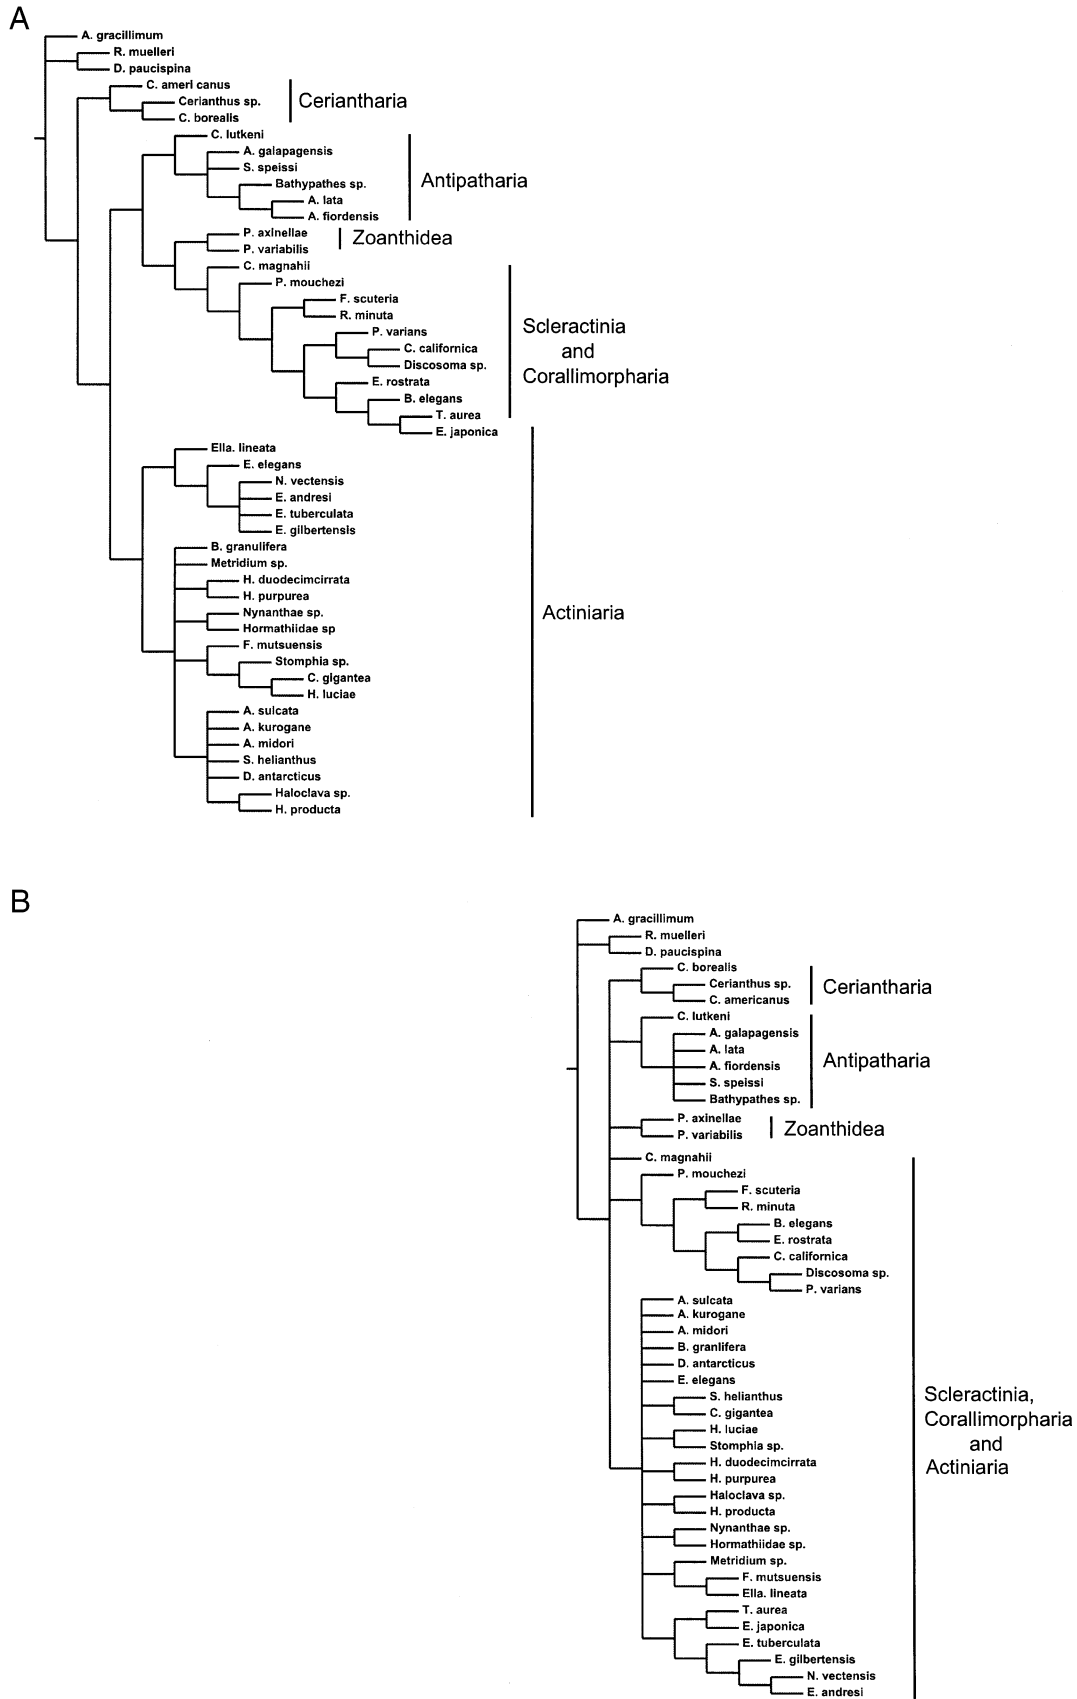 A
A. gracillimum
R. muelleri
D. paucispina
C. ameri canus
Cerianthus sp.
C. borealis
Ceriantharia
C. lutkeni
A. galapagensis
S. speissi
Bathypathes sp.
A. lata
A. fiordensis
Antipatharia
P. axinellae
P. variabilis
Zoanthidea
C. magnahii
P. mouchezi
F. scuteria
R. minuta
P. varians
C. californica
Discosoma sp.
E. rostrata
B. elegans
T. aurea
E. japonica
Scleractinia
and
Corallimorpharia
Ella. lineata
E. elegans
N. vectensis
E. andresi
E. tuberculata
E. gilbertensis
B. granulifera
Metridium sp.
H. duodecimcirrata
H. purpurea
Nynanthae sp.
Hormathiidae sp
F. mutsuensis
Stomphia sp.
C. gigantea
H. luciae
A. sulcata
A. kurogane
A. midori
S. helianthus
D. antarcticus
Haloclava sp.
H. producta
Actiniaria
B
A. gracillimum
R. muelleri
D. paucispina
C. borealis
Cerianthus sp.
C. americanus
Ceriantharia
C. lutkeni
A. galapagensis
A. lata
A. fiordensis
S. speissi
Bathypathes sp.
Antipatharia
P. axinellae
P. variabilis
Zoanthidea
C. magnahii
P. mouchezi
F. scuteria
R. minuta
B. elegans
E. rostrata
C. californica
Discosoma sp.
P. varians
A. sulcata
A. kurogane
A. midori
B. granlifera
D. antarcticus
E. elegans
S. helianthus
C. gigantea
H. luciae
Stomphia sp.
H. duodecimcirrata
H. purpurea
Haloclava sp.
H. producta
Nynanthae sp.
Hormathiidae sp.
Metridium sp.
F. mutsuensis
Ella. lineata
T. aurea
E. japonica
E. tuberculata
E. gilbertensis
N. vectensis
E. andresi
Scleractinia,
Corallimorpharia
and
Actiniaria